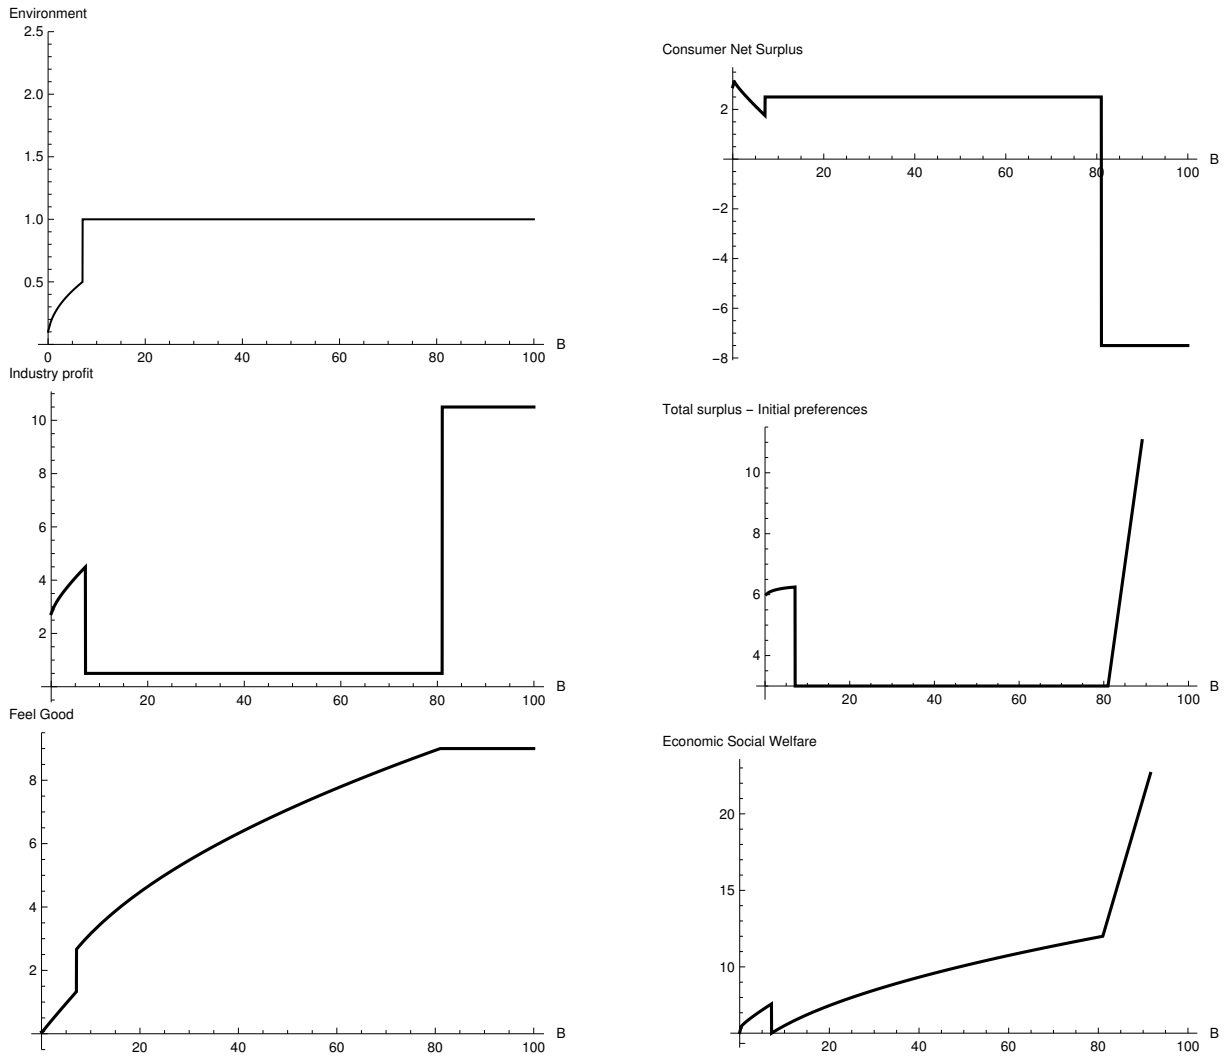 Environment
2.5
2.0
1.5
1.0
0.5
0 20 40 60 80 100 B
Consumer Net Surplus
2
20 40 60 80 100 B
−2
−4
−6
−8
Industry profit
10
8
6
4
2
20 40 60 80 100 B
Total surplus − Initial preferences
10
8
6
4
20 40 60 80 100 B
Feel Good
8
6
4
2
20 40 60 80 100 B
Economic Social Welfare
20
15
10
20 40 60 80 100 B